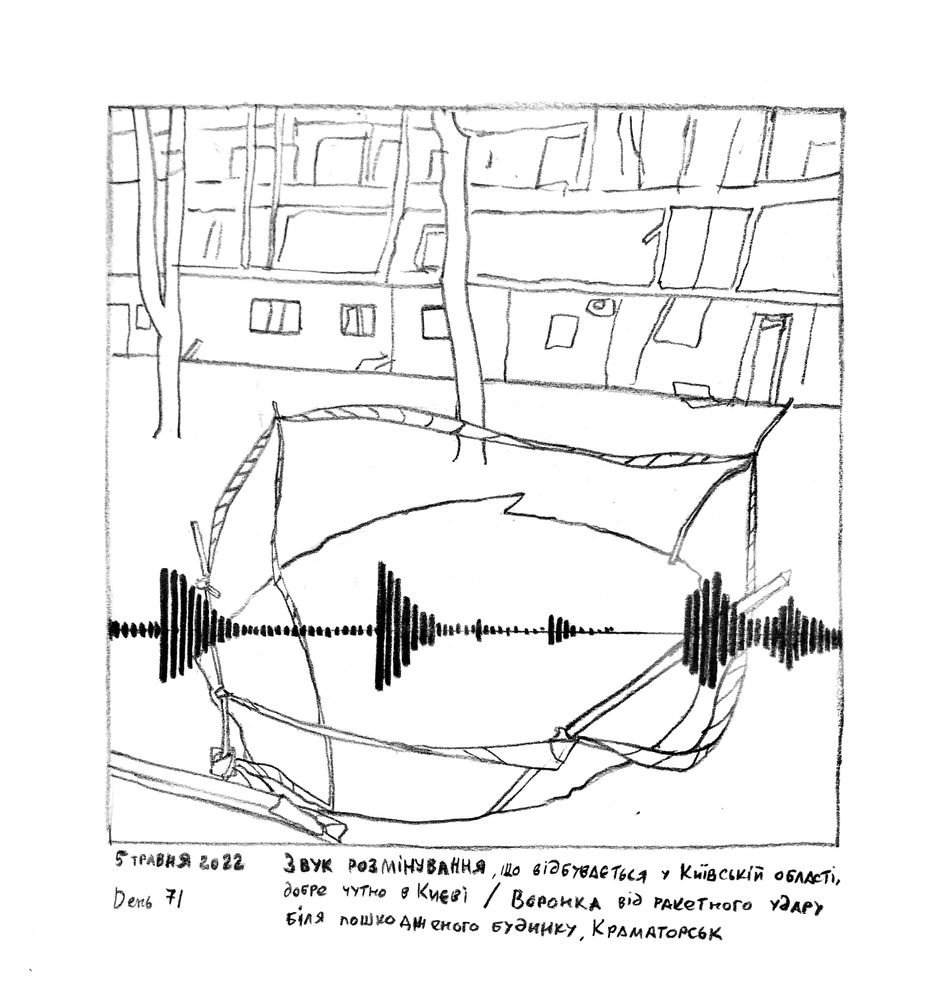 5 травня 2022
День 71
Звук розмінування, що відбувається у Київській області,
добре чутно в Києві / Воронка від ракетного удару
біля пошкодженого будинку, Краматорськ